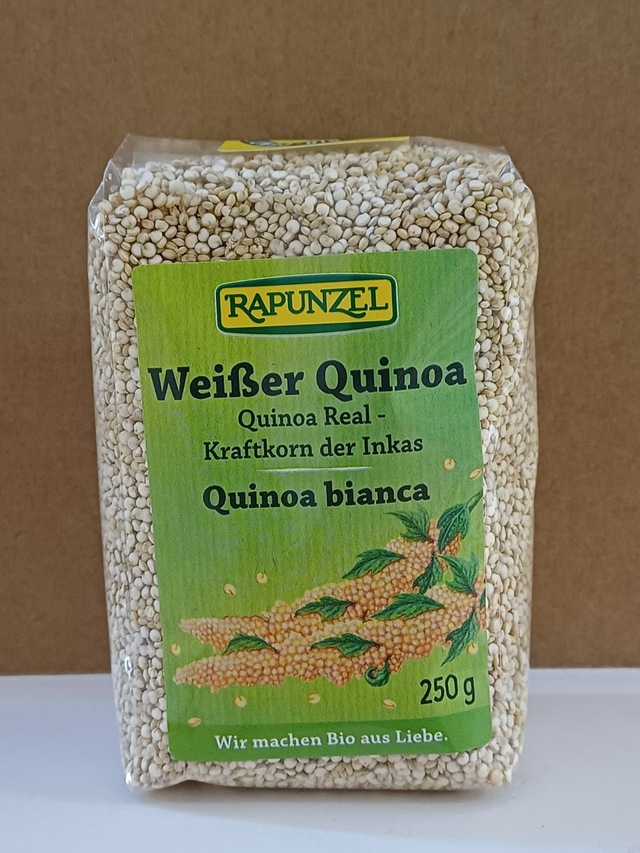 RAPUNZEL
Weißer Quinoa
Quinoa Real -
Kraftkorn der Inkas
Quinoa bianca
250 g
Wir machen Bio aus Liebe.